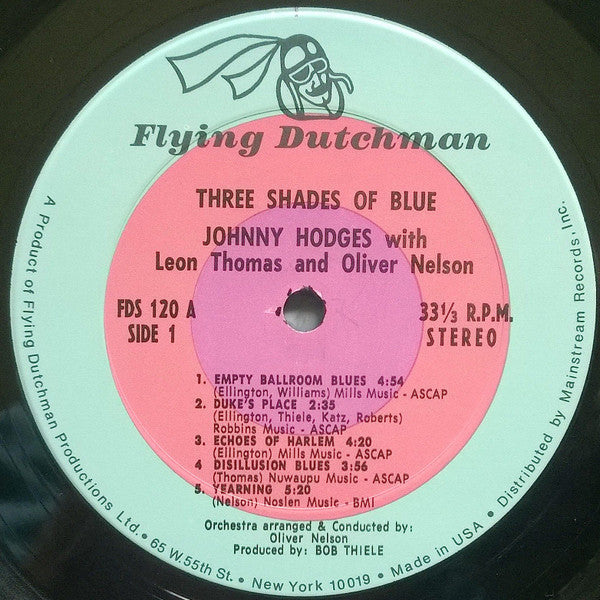 Flying Dutchman
THREE SHADES OF BLUE
JOHNNY HODGES with
Leon Thomas and Oliver Nelson
FDS 120 A
SIDE 1
33⅓ R.P.M.
STEREO
1. EMPTY BALLROOM BLUES 4:54
(Ellington, Williams) Mills Music - ASCAP
2. DUKE'S PLACE 2:35
(Ellington, Thiele, Katz, Roberts)
Robbins Music - ASCAP
3. ECHOES OF HARLEM 4:20
(Ellington) Mills Music - ASCAP
4 DISILLUSION BLUES 3:56
(Thomas) Nuwaupu Music - ASCAP
5. YEARNING 5:20
(Nelson) Noslen Music - BMI
Orchestra arranged & Conducted by:
Oliver Nelson
Produced by: BOB THIELE
A Product of Flying Dutchman Productions Ltd. • 65 W. 55th St. • New York 10019 • Made in USA • Distributed by Mainstream Records, Inc.